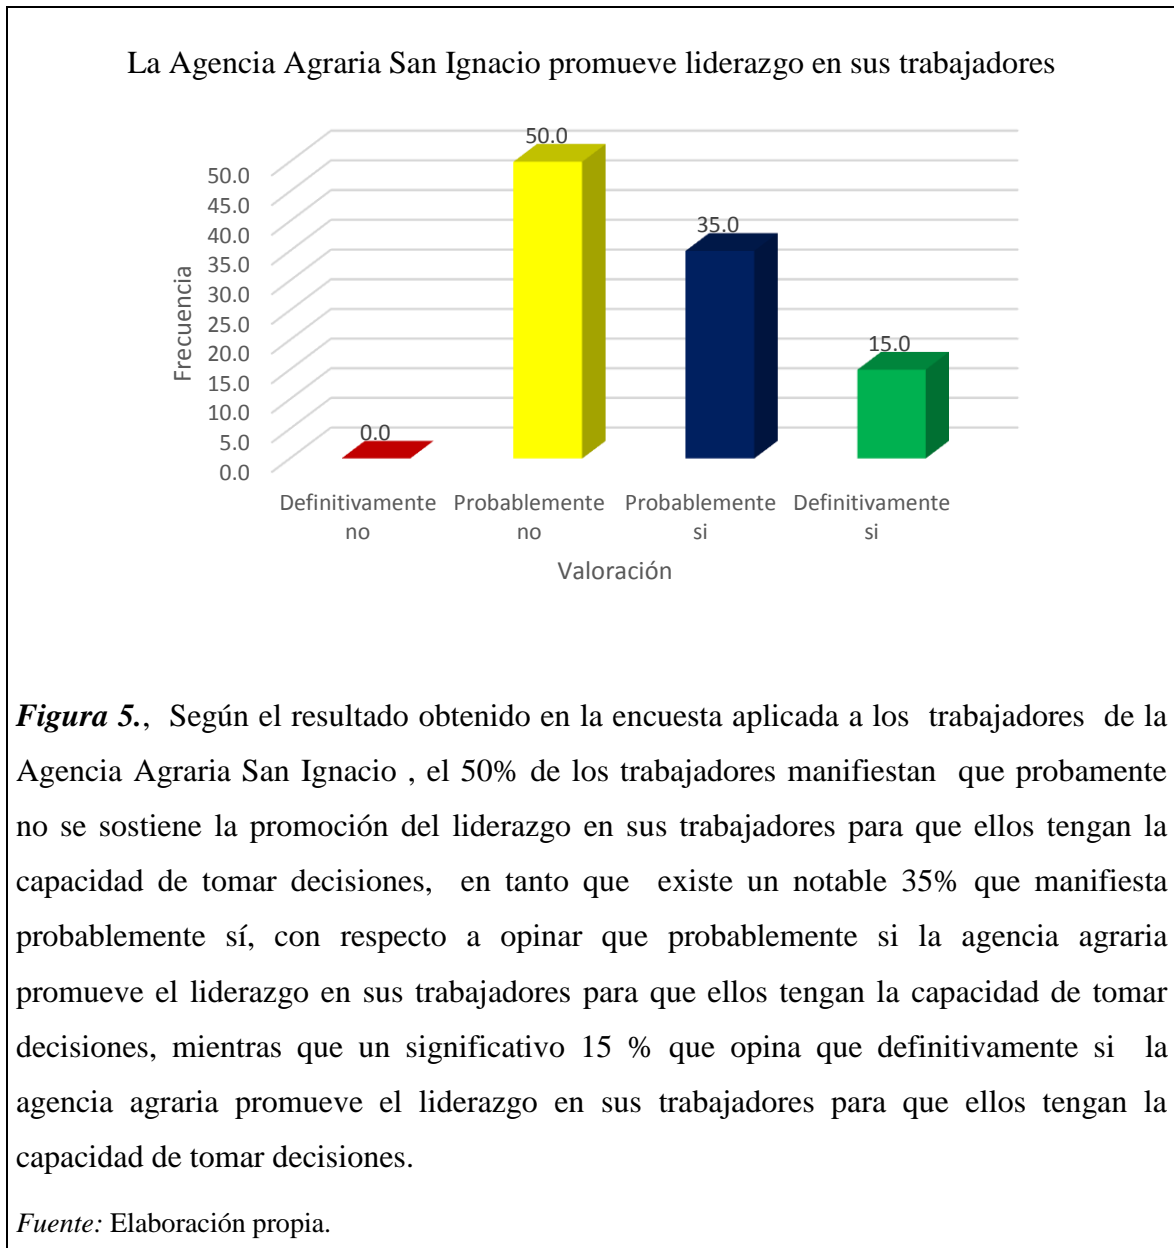 La Agencia Agraria San Ignacio promueve liderazgo en sus trabajadores
50.0
45.0
40.0
35.0
30.0
25.0
20.0
15.0
10.0
5.0
0.0
Frecuencia
0.0
50.0
35.0
15.0
Definitivamente no
Probablemente no
Probablemente si
Definitivamente si
Valoración
Figura 5., Según el resultado obtenido en la encuesta aplicada a los trabajadores de la
Agencia Agraria San Ignacio , el 50% de los trabajadores manifiestan que probamente
no se sostiene la promoción del liderazgo en sus trabajadores para que ellos tengan la
capacidad de tomar decisiones, en tanto que existe un notable 35% que manifiesta
probablemente sí, con respecto a opinar que probablemente si la agencia agraria
promueve el liderazgo en sus trabajadores para que ellos tengan la capacidad de tomar
decisiones, mientras que un significativo 15 % que opina que definitivamente si la
agencia agraria promueve el liderazgo en sus trabajadores para que ellos tengan la
capacidad de tomar decisiones.
Fuente: Elaboración propia.